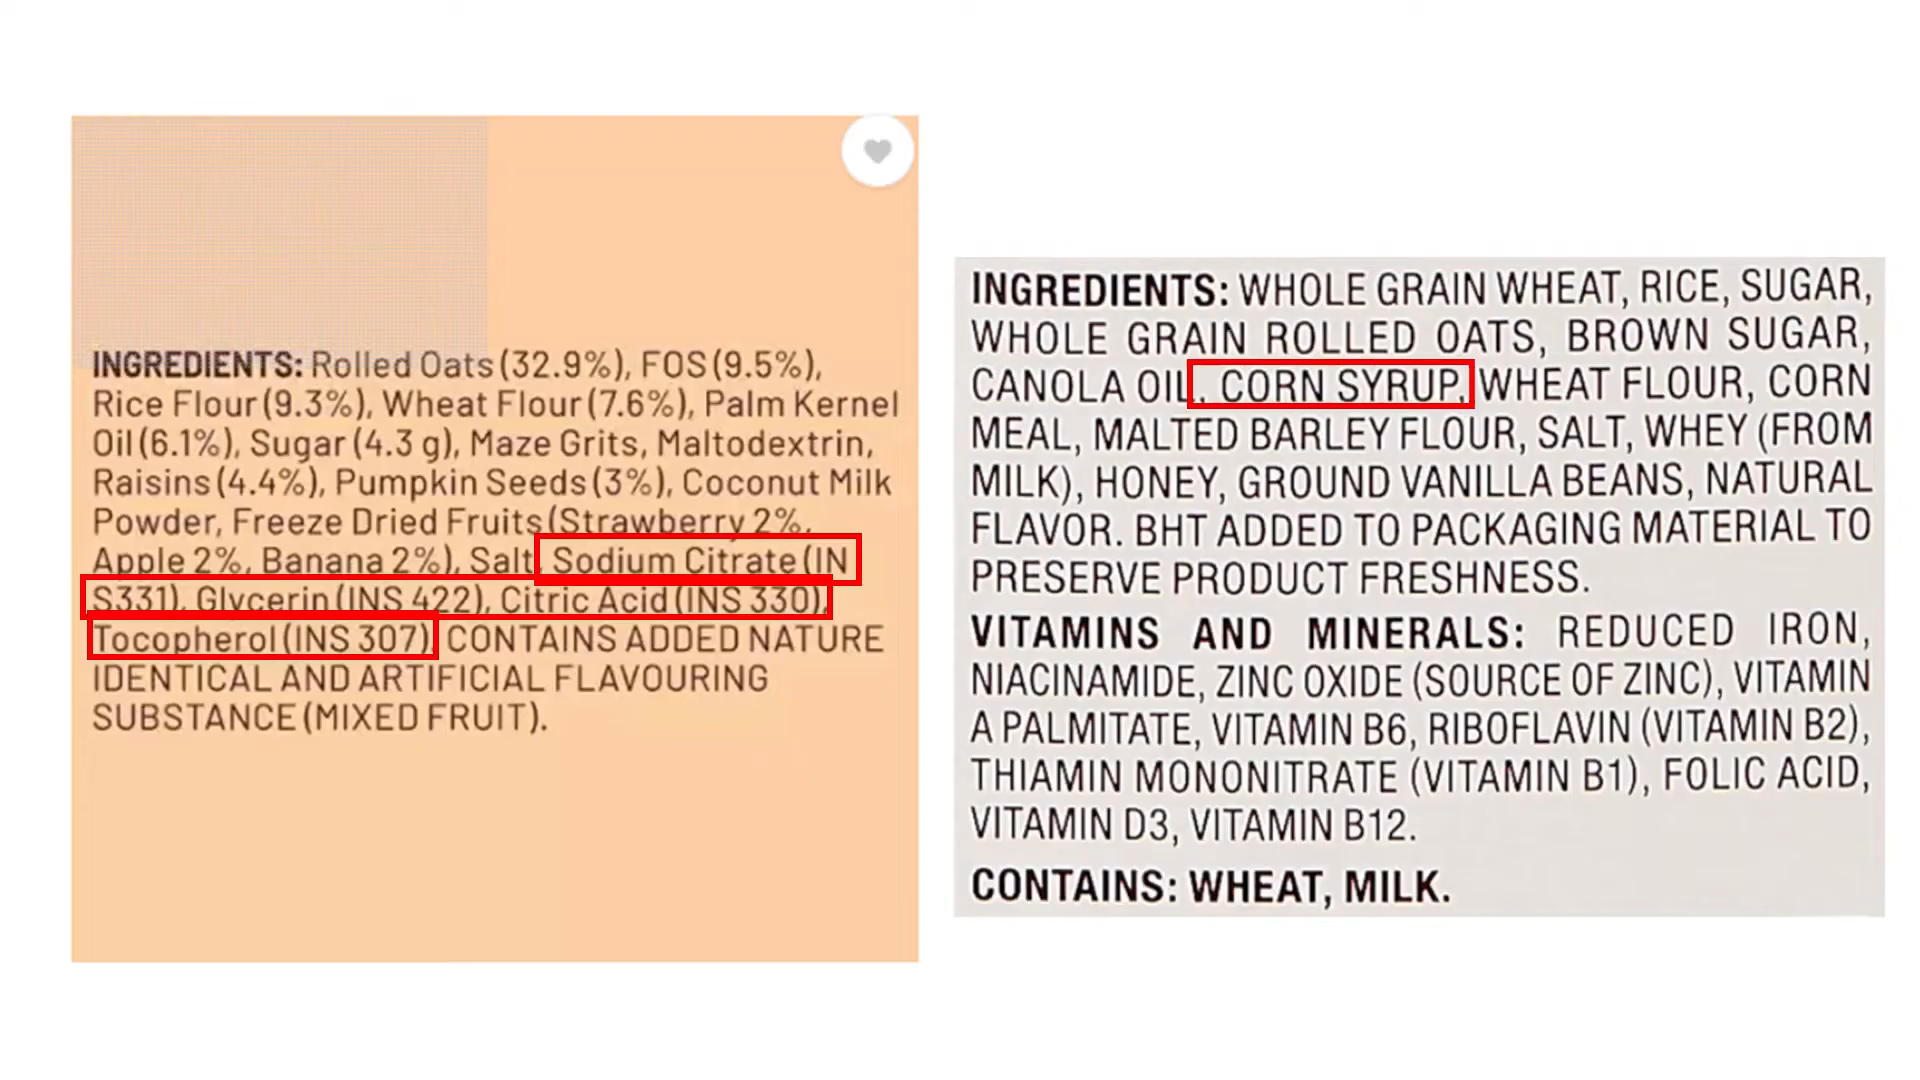 INGREDIENTS: Rolled Oats (32.9%), FOS (9.5%),
Rice Flour (9.3%), Wheat Flour (7.6%), Palm Kernel
Oil (6.1%), Sugar (4.3 g), Maze Grits, Maltodextrin,
Raisins (4.4%), Pumpkin Seeds (3%), Coconut Milk
Powder, Freeze Dried Fruits (Strawberry 2%,
Apple 2%, Banana 2%), Salt, Sodium Citrate (IN
S331), Glycerin (INS 422), Citric Acid (INS 330),
Tocopherol (INS 307). CONTAINS ADDED NATURE
IDENTICAL AND ARTIFICIAL FLAVOURING
SUBSTANCE (MIXED FRUIT).
INGREDIENTS: WHOLE GRAIN WHEAT, RICE, SUGAR,
WHOLE GRAIN ROLLED OATS, BROWN SUGAR,
CANOLA OIL, CORN SYRUP, WHEAT FLOUR, CORN
MEAL, MALTED BARLEY FLOUR, SALT, WHEY (FROM
MILK), HONEY, GROUND VANILLA BEANS, NATURAL
FLAVOR. BHT ADDED TO PACKAGING MATERIAL TO
PRESERVE PRODUCT FRESHNESS.
VITAMINS AND MINERALS: REDUCED IRON,
NIACINAMIDE, ZINC OXIDE (SOURCE OF ZINC), VITAMIN
A PALMITATE, VITAMIN B6, RIBOFLAVIN (VITAMIN B2),
THIAMIN MONONITRATE (VITAMIN B1), FOLIC ACID,
VITAMIN D3, VITAMIN B12.
CONTAINS: WHEAT, MILK.